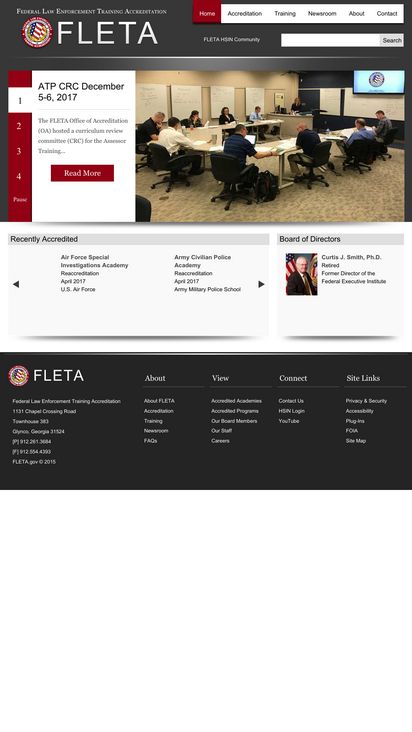 Federal Law Enforcement Training Accreditation
FLETA
Home Accreditation Training Newsroom About Contact
FLETA HSIN Community
Search
1
2
3
4
Pause
ATP CRC December 5-6, 2017
The FLETA Office of Accreditation
(OA) hosted a curriculum review
committee (CRC) for the Assessor
Training...
Read More
Recently Accredited
Air Force Special
Investigations Academy
Reaccreditation
April 2017
U.S. Air Force
Army Civilian Police
Academy
Reaccreditation
April 2017
Army Military Police School
Board of Directors
Curtis J. Smith, Ph.D.
Retired
Former Director of the
Federal Executive Institute
FLETA
Federal Law Enforcement Training Accreditation
1131 Chapel Crossing Road
Townhouse 383
Glynco, Georgia 31524
[P] 912.261.3684
[F] 912.554.4393
FLETA.gov © 2015
About
About FLETA
Accreditation
Training
Newsroom
FAQs
View
Accredited Academies
Accredited Programs
Our Board Members
Our Staff
Careers
Connect
Contact Us
HSIN Login
YouTube
Site Links
Privacy & Security
Accessibility
Plug-Ins
FOIA
Site Map